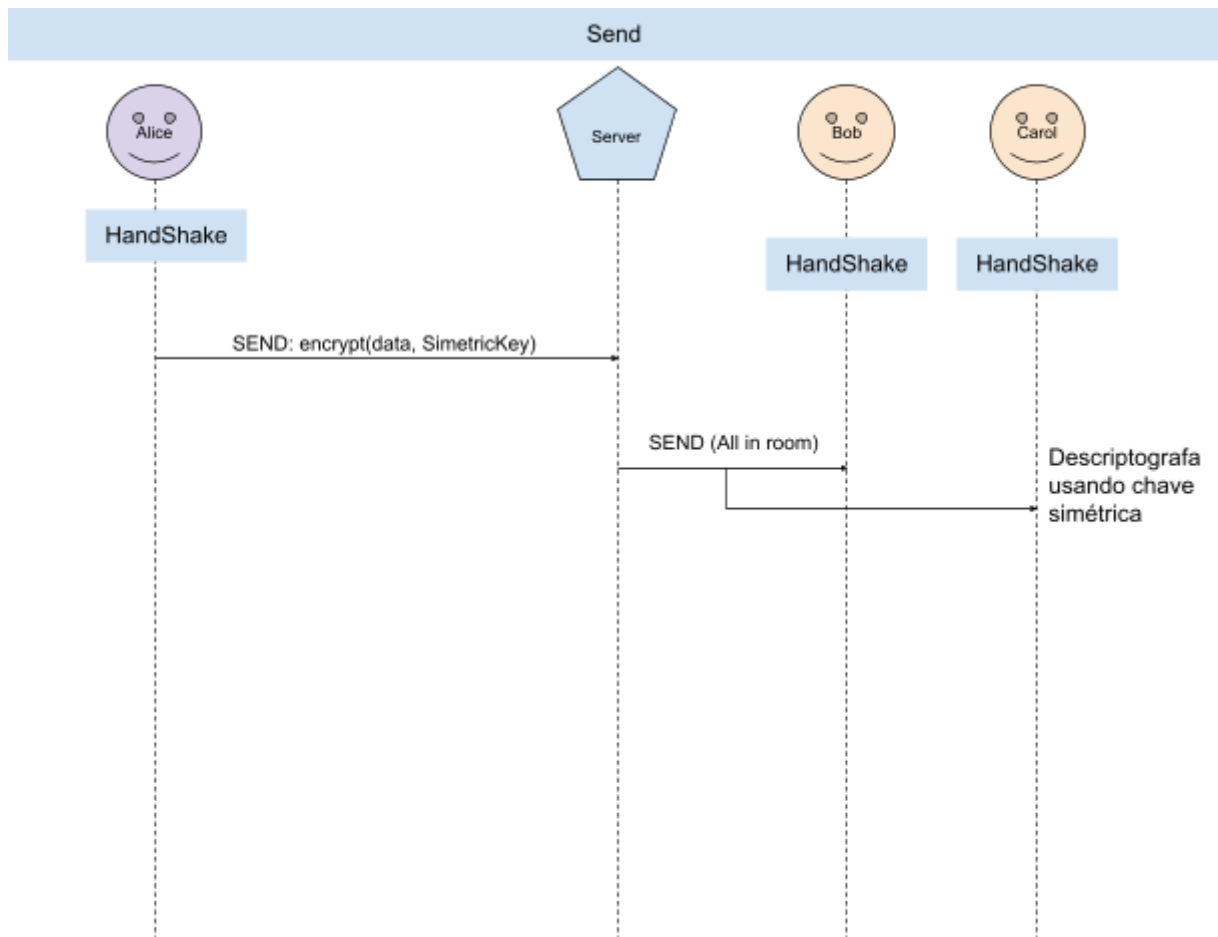 Send
Alice
Server
Bob
Carol
HandShake
HandShake
HandShake
SEND: encrypt(data, SimetricKey)
SEND (All in room)
Descriptografa
usando chave
simétrica